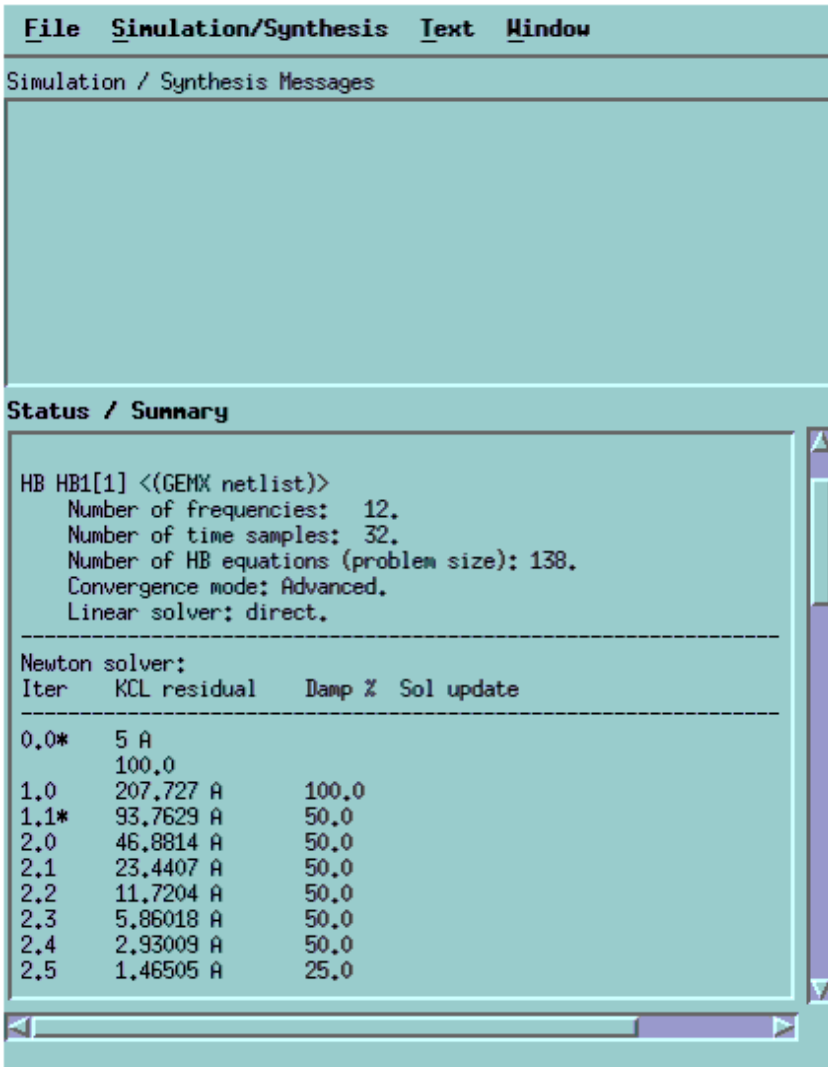 File Simulation/Synthesis Text Window
Simulation / Synthesis Messages
Status / Summary
HB HB1[1] <(GEMX netlist)>
Number of frequencies: 12.
Number of time samples: 32.
Number of HB equations (problem size): 138.
Convergence mode: Advanced.
Linear solver: direct.
--------------------------------------------------------------
Newton solver:
Iter KCL residual Damp % Sol update
--------------------------------------------------------------
0.0* 5 A
100.0
1.0 207.727 A 100.0
1.1* 93.7629 A 50.0
2.0 46.8814 A 50.0
2.1 23.4407 A 50.0
2.2 11.7204 A 50.0
2.3 5.86018 A 50.0
2.4 2.93009 A 50.0
2.5 1.46505 A 25.0